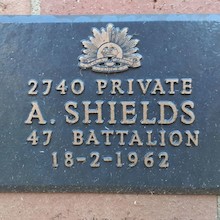 2740 PRIVATE
A. SHIELDS
47 BATTALION
18-2-1962